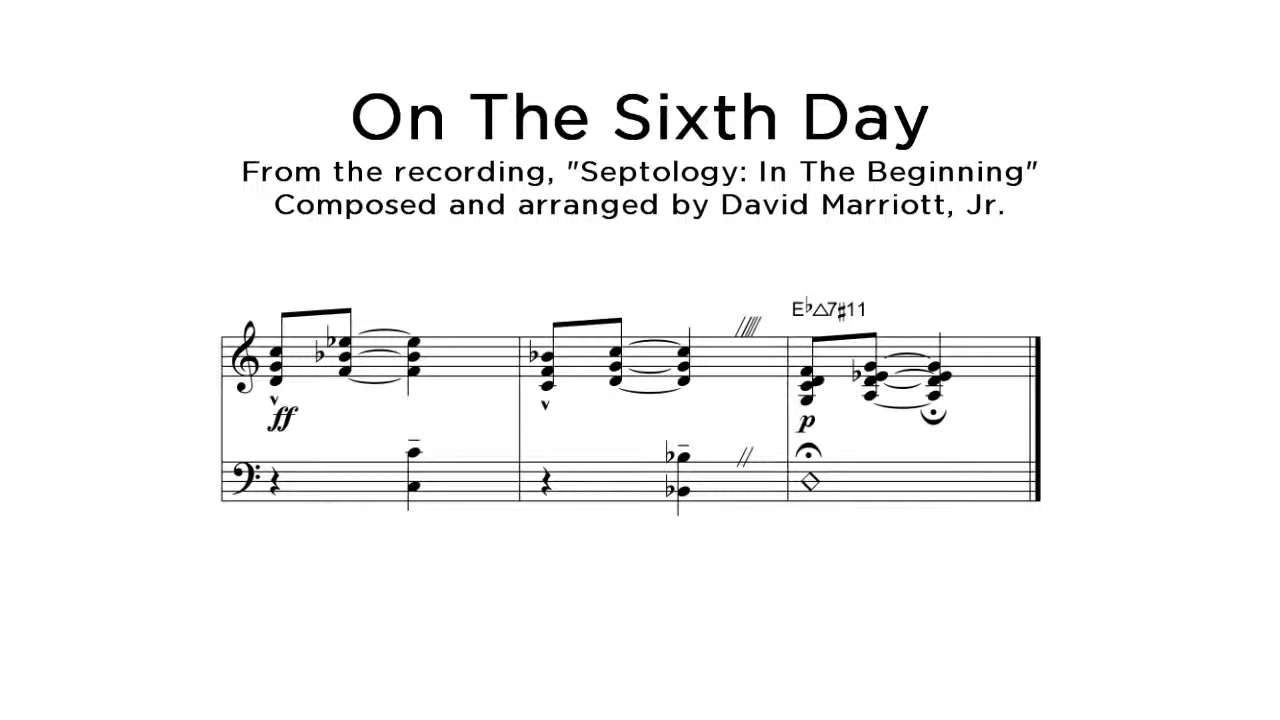 On The Sixth Day
From the recording, "Septology: In The Beginning"
Composed and arranged by David Marriott, Jr.
E♭△7♯11
ff
p